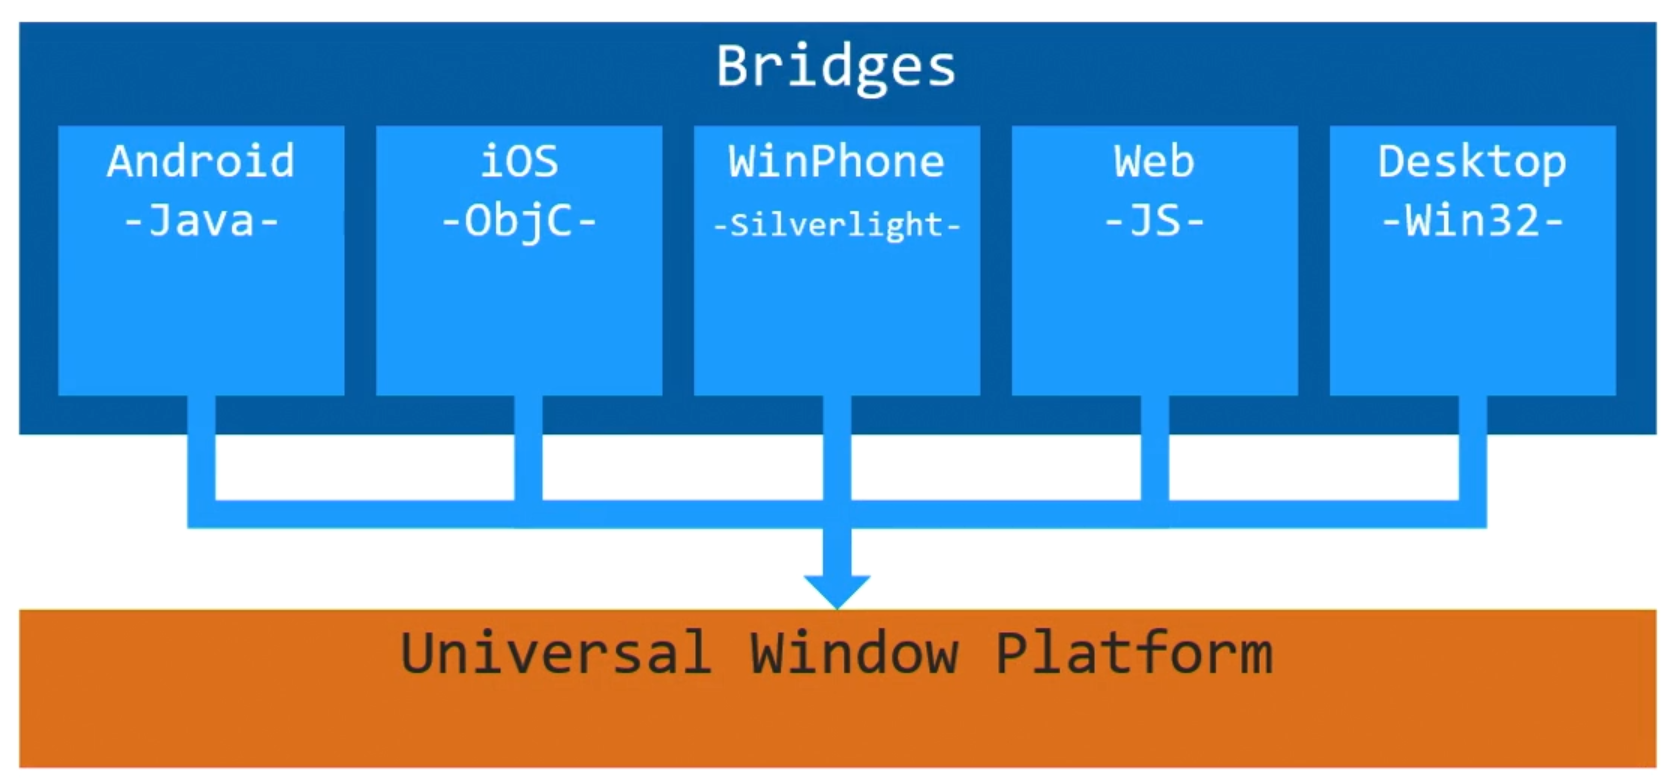 Bridges
Android
-Java-
iOS
-ObjC-
WinPhone
-Silverlight-
Web
-JS-
Desktop
-Win32-
Universal Window Platform